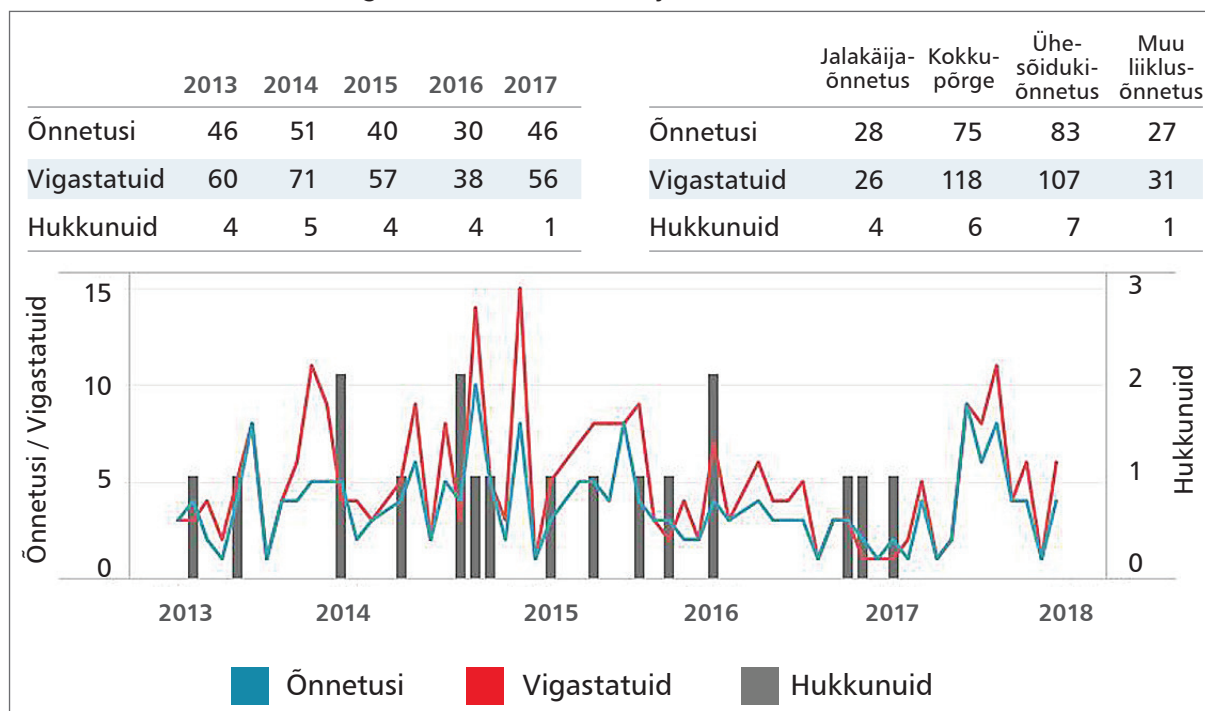 2013 2014 2015 2016 2017
Õnnetusi 46 51 40 30 46
Vigastatuid 60 71 57 38 56
Hukkunuid 4 5 4 4 1
Jalakäija-
õnnetus
Kokku-
põrge
Ühe-
sõiduki-
õnnetus
Muu
liiklus-
õnnetus
Õnnetusi 28 75 83 27
Vigastatuid 26 118 107 31
Hukkunuid 4 6 7 1
Õnnetusi / Vigastatuid
15
10
5
0
3
2
1
0
Hukkunuid
2013 2014 2015 2016 2017 2018
Õnnetusi Vigastatuid Hukkunuid